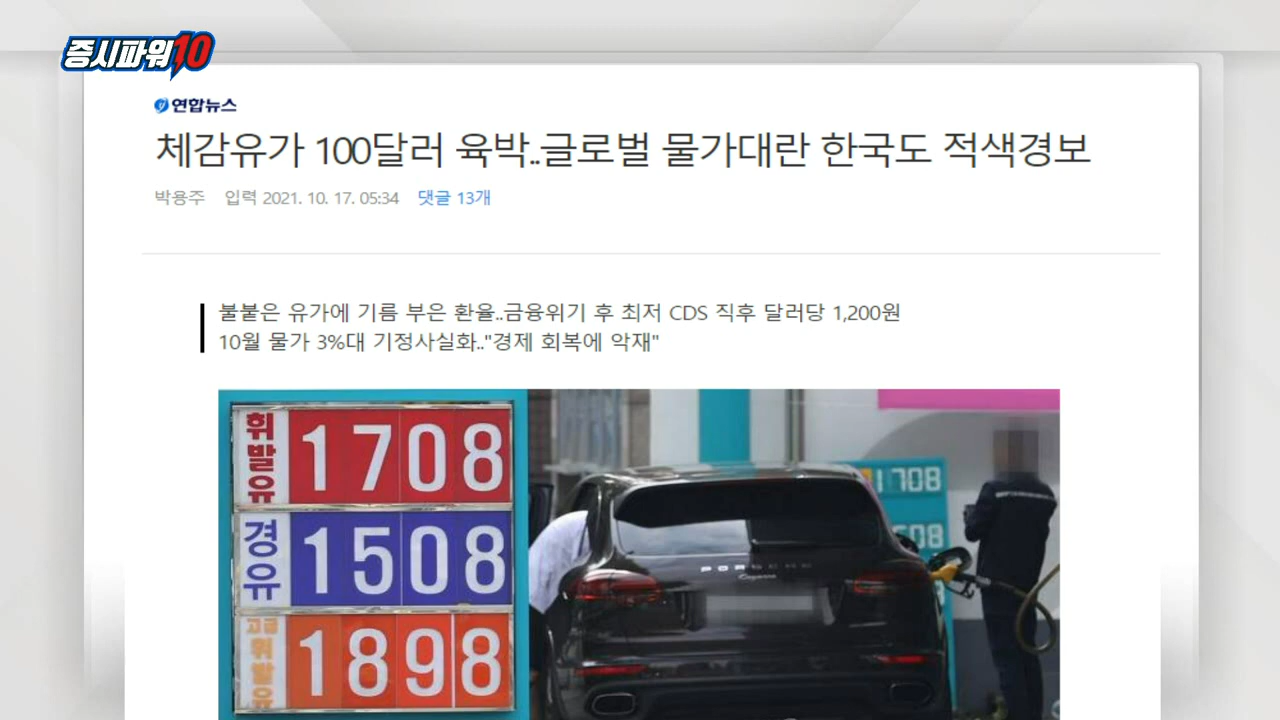 증시파워10
연합뉴스
체감유가 100달러 육박..글로벌 물가대란 한국도 적색경보
박용주 입력 2021. 10. 17. 05:34 댓글 13개
불붙은 유가에 기름 부은 환율..금융위기 후 최저 CDS 직후 달러당 1,200원
10월 물가 3%대 기정사실화.."경제 회복에 악재"
휘발유 1708
경유 1508
고급휘발유 1898
1708
508
PORSCHE
Cayenne